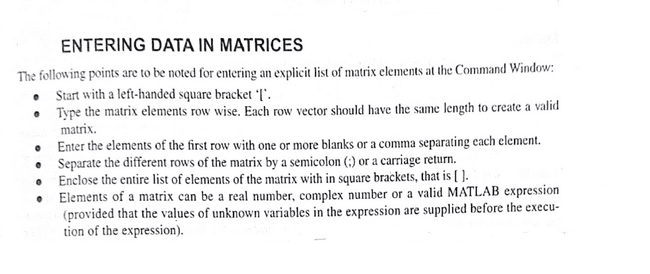 ENTERING DATA IN MATRICES
The following points are to be noted for entering an explicit list of matrix elements at the Command Window:
• Start with a left-handed square bracket '['.
• Type the matrix elements row wise. Each row vector should have the same length to create a valid
matrix.
• Enter the elements of the first row with one or more blanks or a comma separating each element.
• Separate the different rows of the matrix by a semicolon (;) or a carriage return.
• Enclose the entire list of elements of the matrix with in square brackets, that is [ ].
• Elements of a matrix can be a real number, complex number or a valid MATLAB expression
(provided that the values of unknown variables in the expression are supplied before the execu-
tion of the expression).